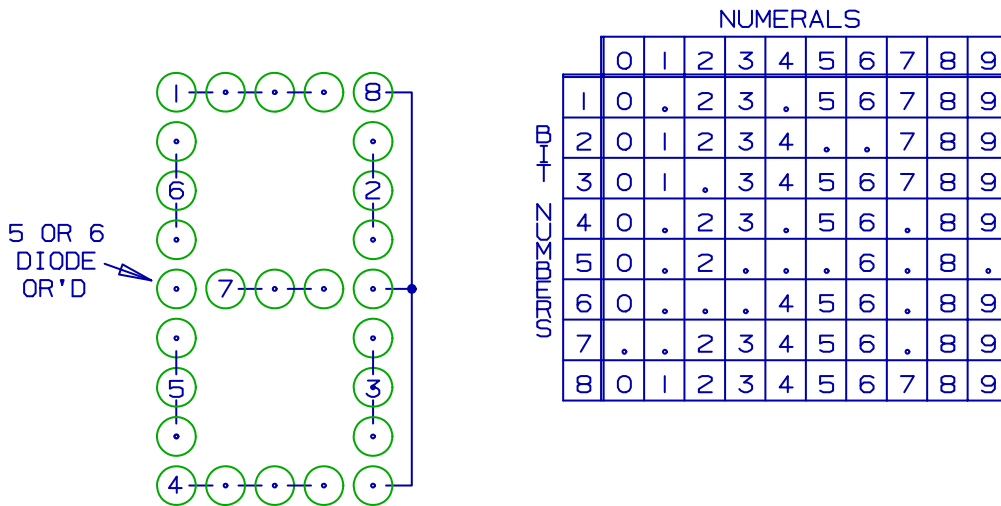 NUMERALS
0 1 2 3 4 5 6 7 8 9
1 0 . 2 3 . 5 6 7 8 9
2 0 1 2 3 4 . . 7 8 9
3 0 1 . 3 4 5 6 7 8 9
4 0 . 2 3 . 5 6 . 8 9
5 0 . 2 . . . 6 . 8 .
6 0 . . . 4 5 6 . 8 9
7 . . 2 3 4 5 6 . 8 9
8 0 1 2 3 4 5 6 7 8 9
BIT NUMBERS
1 8
6 2
5 OR 6
DIODE
OR'D
7
5 3
4